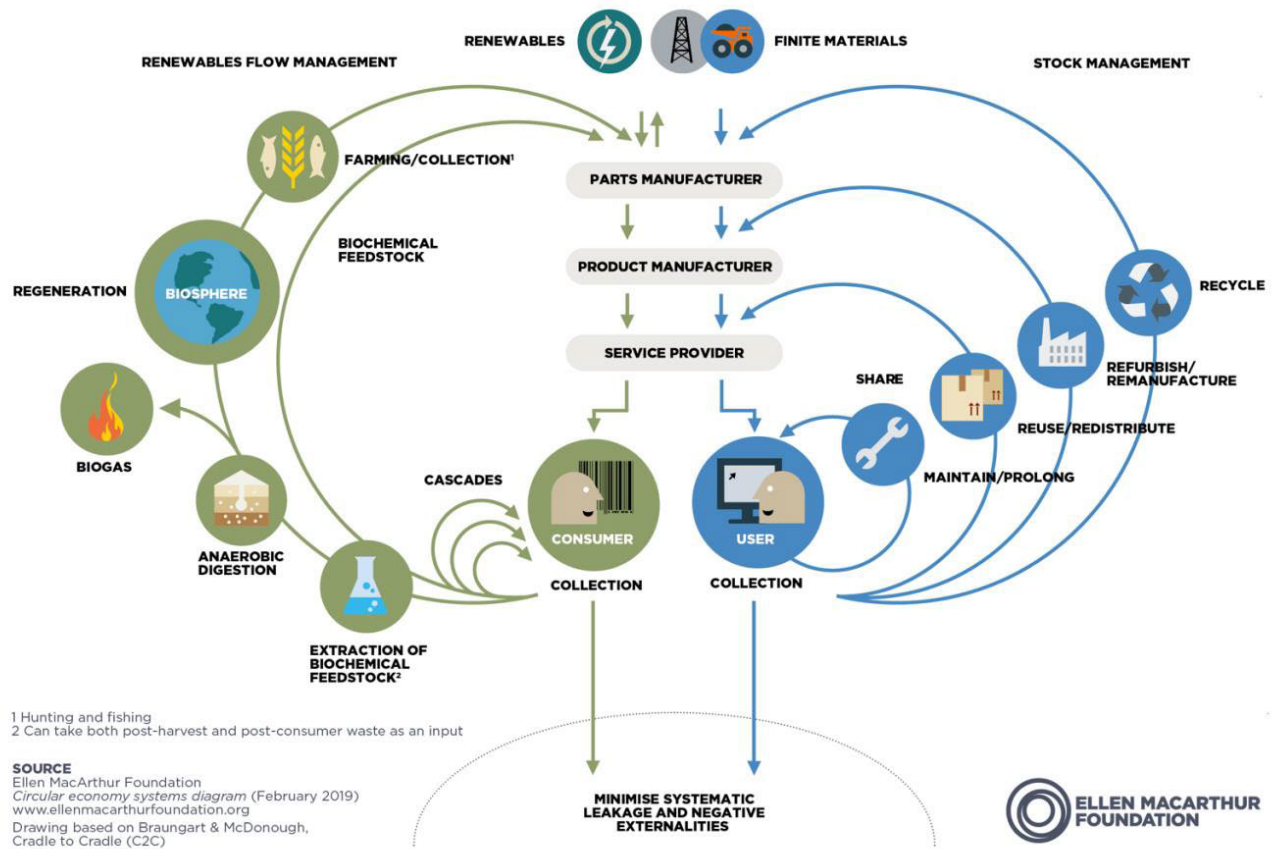 RENEWABLES
FINITE MATERIALS
RENEWABLES FLOW MANAGEMENT
STOCK MANAGEMENT
FARMING/COLLECTION¹
PARTS MANUFACTURER
BIOCHEMICAL
FEEDSTOCK
PRODUCT MANUFACTURER
REGENERATION
BIOSPHERE
RECYCLE
SERVICE PROVIDER
SHARE
REFURBISH/
REMANUFACTURE
REUSE/REDISTRIBUTE
BIOGAS
CASCADES
MAINTAIN/PROLONG
CONSUMER
USER
ANAEROBIC
DIGESTION
COLLECTION
COLLECTION
EXTRACTION OF
BIOCHEMICAL
FEEDSTOCK²
1 Hunting and fishing
2 Can take both post-harvest and post-consumer waste as an input
SOURCE
Ellen MacArthur Foundation
Circular economy systems diagram (February 2019)
www.ellenmacarthurfoundation.org
Drawing based on Braungart & McDonough,
Cradle to Cradle (C2C)
MINIMISE SYSTEMATIC
LEAKAGE AND NEGATIVE
EXTERNALITIES
ELLEN MACARTHUR
FOUNDATION